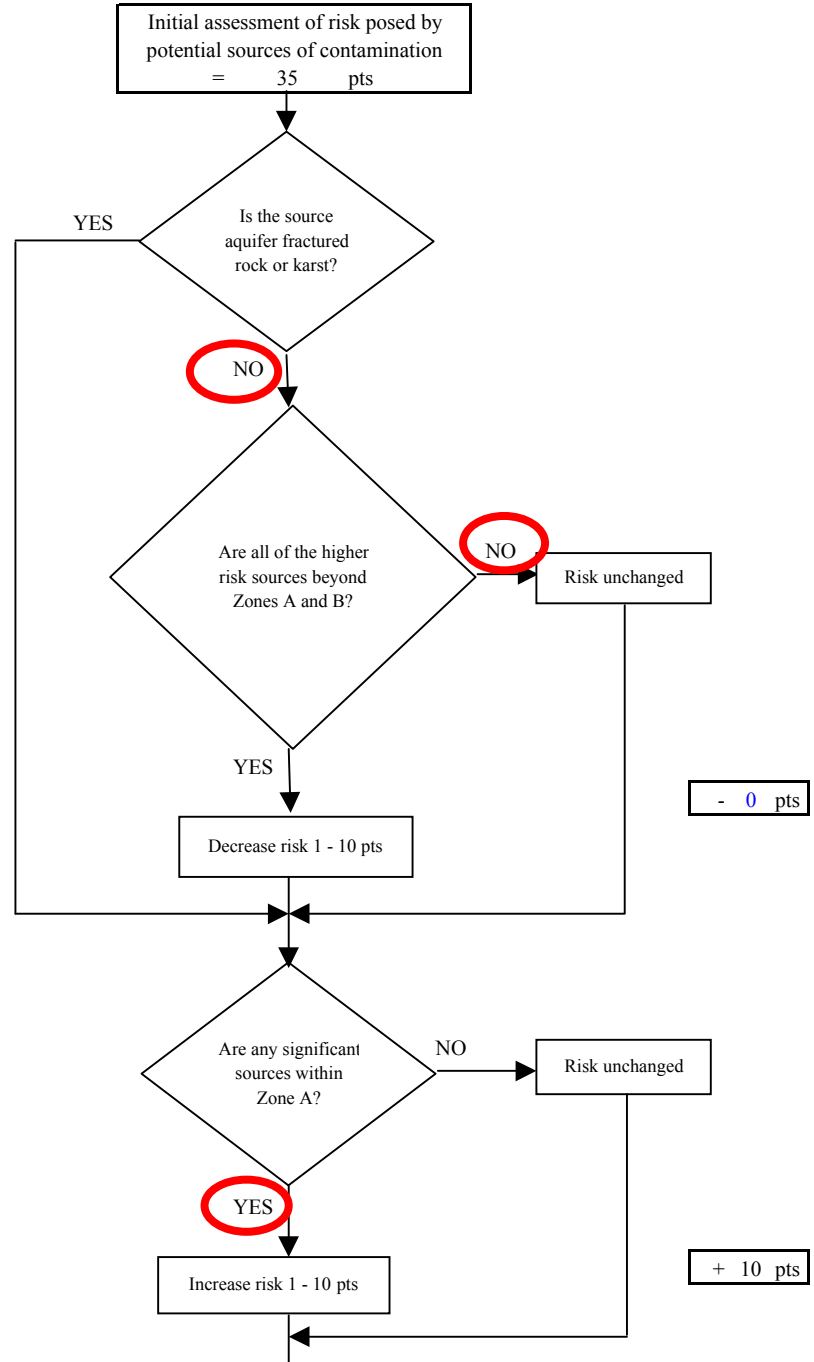 Initial assessment of risk posed by
potential sources of contamination
= 35 pts
YES
Is the source
aquifer fractured
rock or karst?
NO
Are all of the higher
risk sources beyond
Zones A and B?
NO
Risk unchanged
YES
- 0 pts
Decrease risk 1 - 10 pts
Are any significant
sources within
Zone A?
NO
Risk unchanged
YES
+ 10 pts
Increase risk 1 - 10 pts